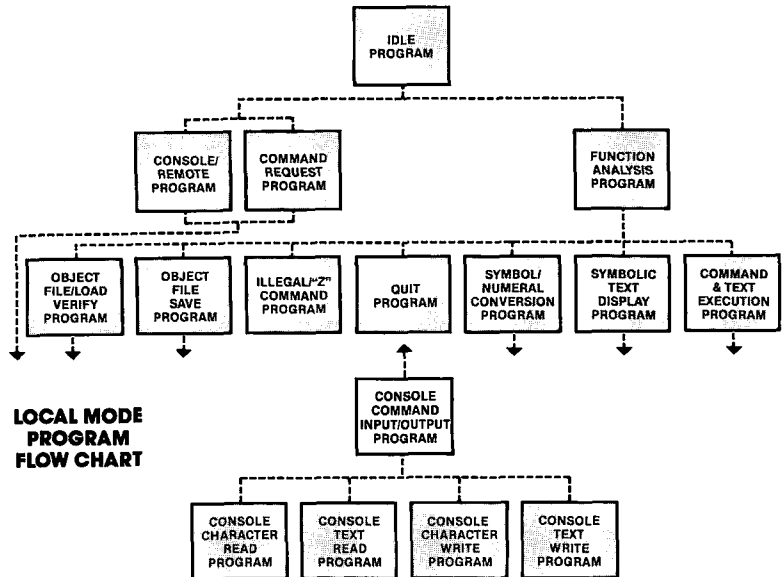 IDLE
PROGRAM
CONSOLE/
REMOTE
PROGRAM
COMMAND
REQUEST
PROGRAM
FUNCTION
ANALYSIS
PROGRAM
OBJECT
FILE/LOAD
VERIFY
PROGRAM
OBJECT
FILE
SAVE
PROGRAM
ILLEGAL/"Z"
COMMAND
PROGRAM
QUIT
PROGRAM
SYMBOL/
NUMERAL
CONVERSION
PROGRAM
SYMBOLIC
TEXT
DISPLAY
PROGRAM
COMMAND
& TEXT
EXECUTION
PROGRAM
LOCAL MODE
PROGRAM
FLOW CHART
CONSOLE
COMMAND
INPUT/OUTPUT
PROGRAM
CONSOLE
CHARACTER
READ
PROGRAM
CONSOLE
TEXT
READ
PROGRAM
CONSOLE
CHARACTER
WRITE
PROGRAM
CONSOLE
TEXT
WRITE
PROGRAM